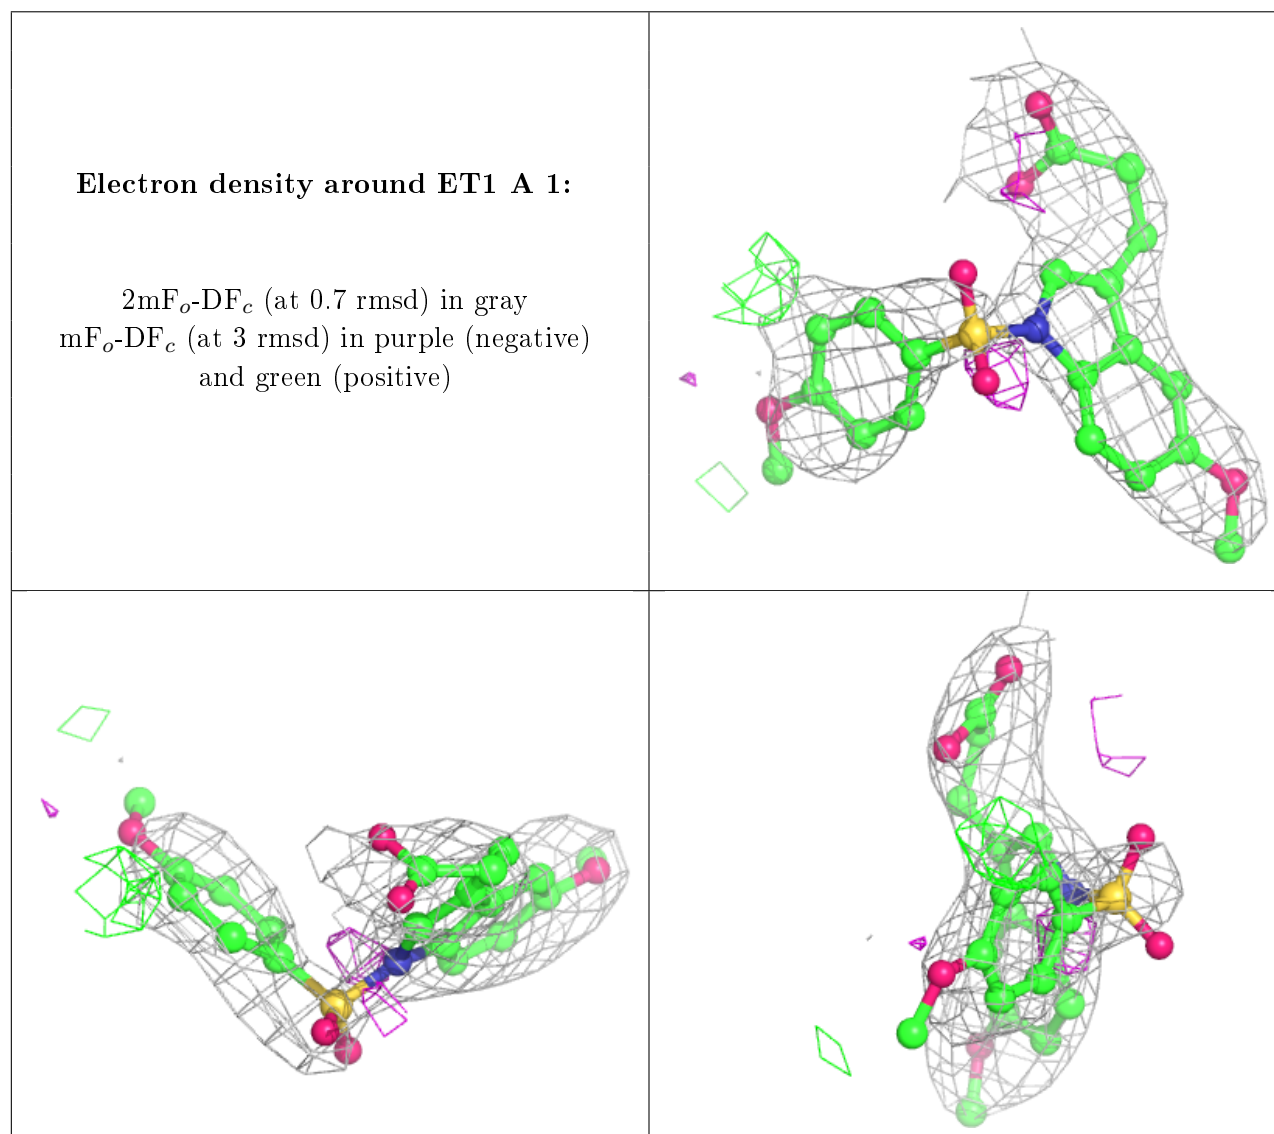 Electron density around ET1 A 1:
2mFo-DFc (at 0.7 rmsd) in gray
mFo-DFc (at 3 rmsd) in purple (negative)
and green (positive)